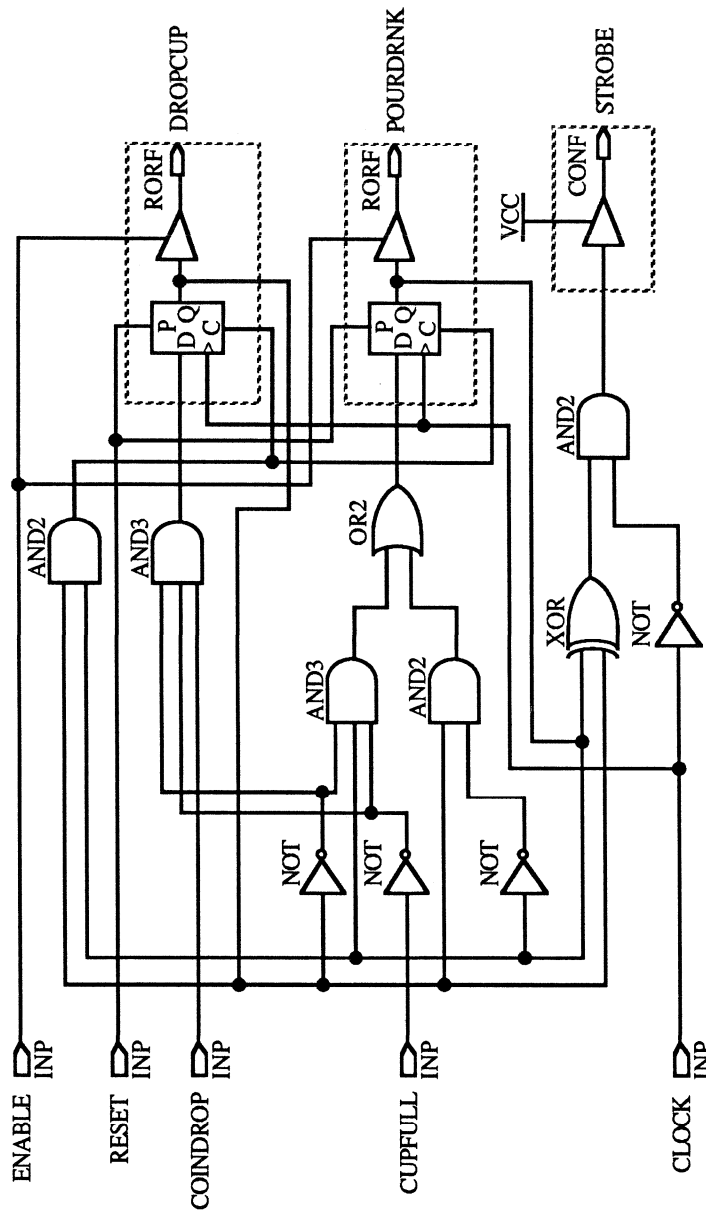 ENABLE
INP
RESET
INP
COINDROP
INP
CUPFULL
INP
CLOCK
INP
AND2
AND3
NOT
NOT
NOT
AND3
AND2
OR2
XOR
NOT
AND2
P
D Q
C
RORF
DROPCUP
P
D Q
C
RORF
POURDRNK
VCC
CONF
STROBE